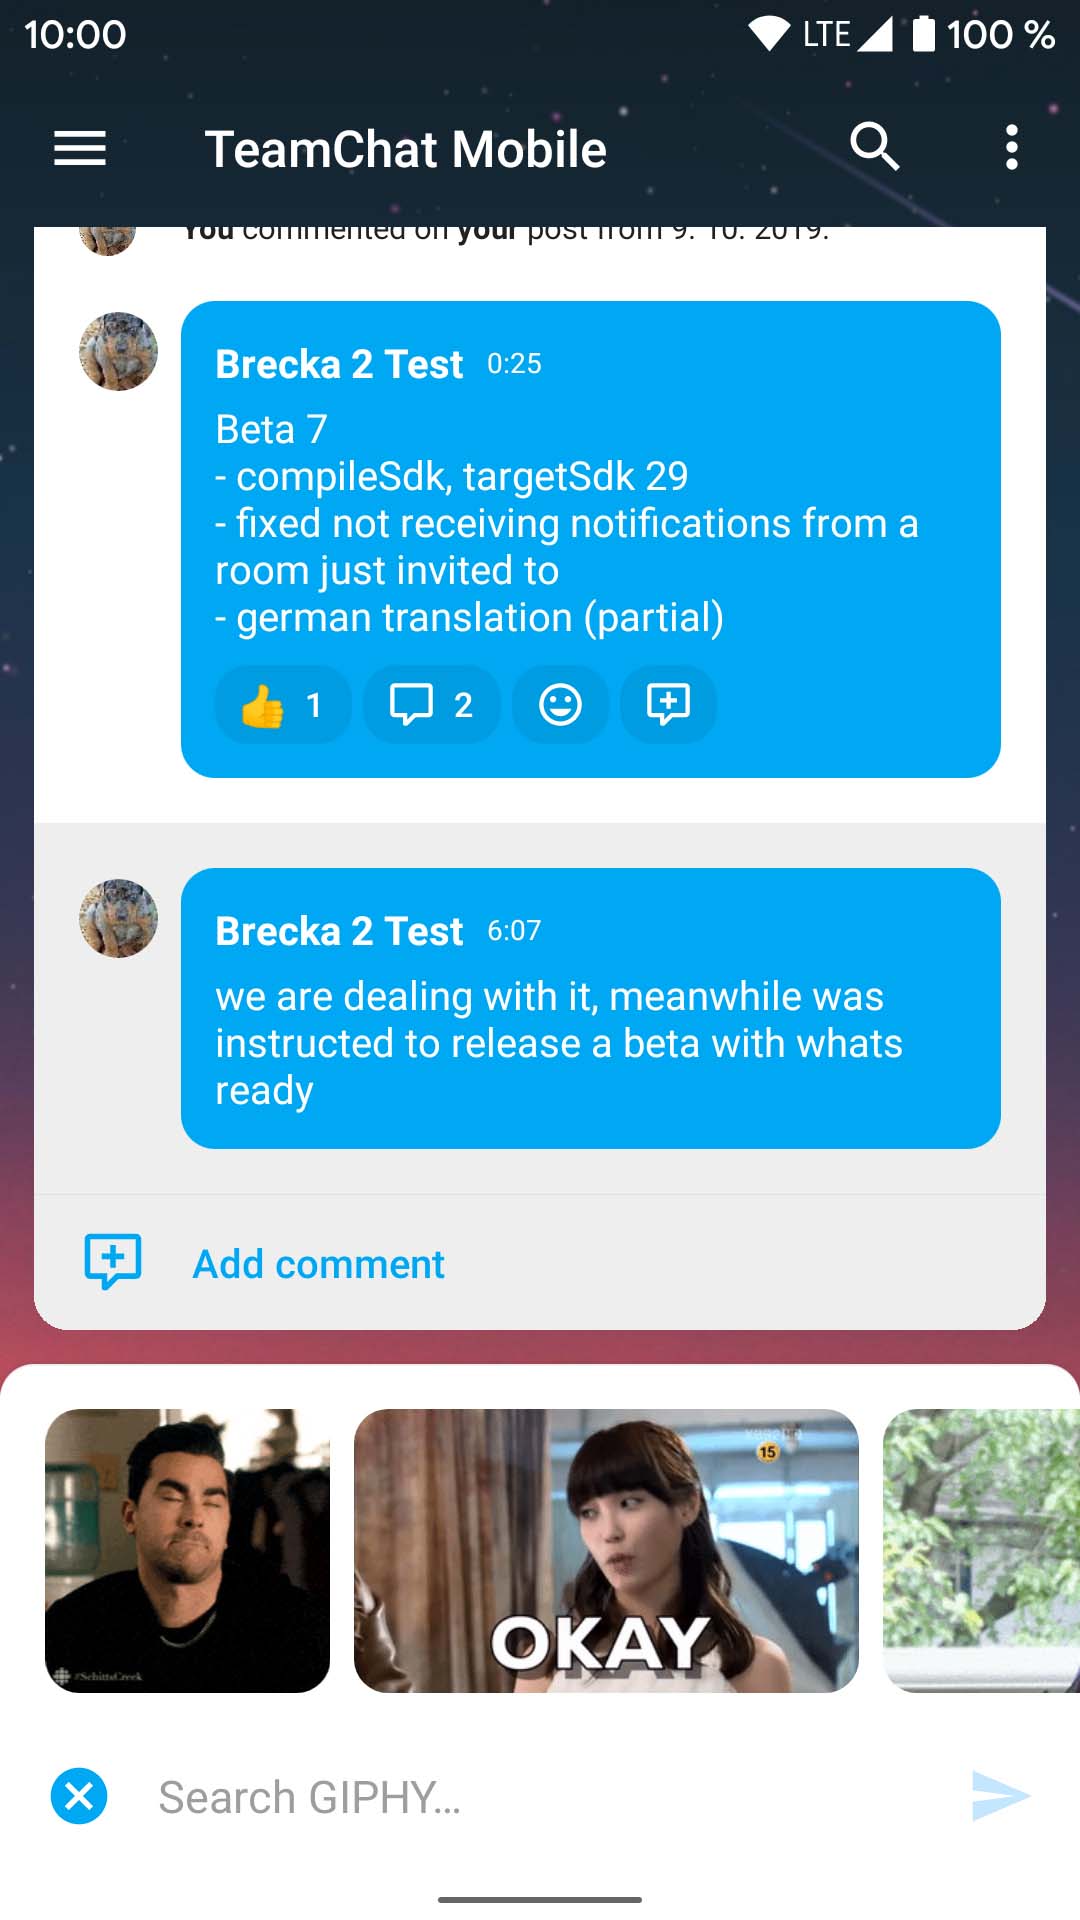 10:00 LTE 100 %
TeamChat Mobile
You commented on your post from 9. 10. 2019.
Brecka 2 Test 0:25
Beta 7
- compileSdk, targetSdk 29
- fixed not receiving notifications from a
room just invited to
- german translation (partial)
1 2
Brecka 2 Test 6:07
we are dealing with it, meanwhile was
instructed to release a beta with whats
ready
Add comment
15
OKAY
#SchittsCreek
Search GIPHY...